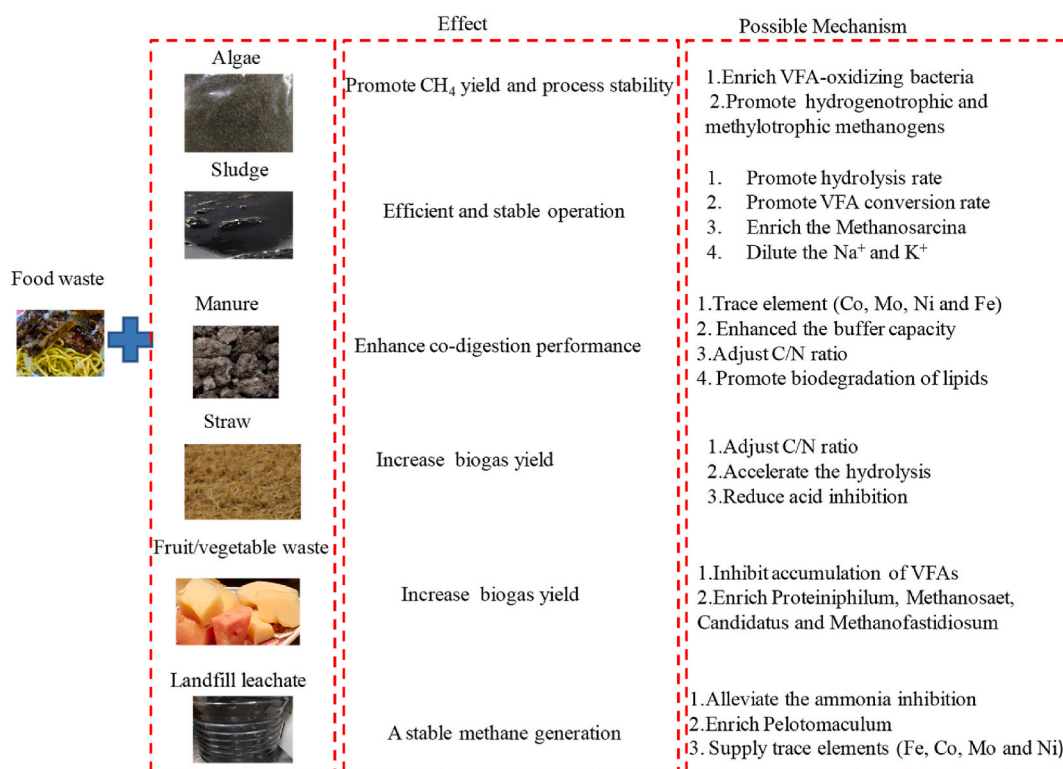 Effect
Possible Mechanism
Algae
Promote CH₄ yield and process stability
1.Enrich VFA-oxidizing bacteria
2.Promote hydrogenotrophic and
methylotrophic methanogens
Sludge
Efficient and stable operation
1. Promote hydrolysis rate
2. Promote VFA conversion rate
3. Enrich the Methanosarcina
4. Dilute the Na⁺ and K⁺
Food waste
Manure
Enhance co-digestion performance
1.Trace element (Co, Mo, Ni and Fe)
2. Enhanced the buffer capacity
3.Adjust C/N ratio
4. Promote biodegradation of lipids
Straw
Increase biogas yield
1.Adjust C/N ratio
2.Accelerate the hydrolysis
3.Reduce acid inhibition
Fruit/vegetable waste
Increase biogas yield
1.Inhibit accumulation of VFAs
2.Enrich Proteiniphilum, Methanosaet,
Candidatus and Methanofastidiosum
Landfill leachate
A stable methane generation
1.Alleviate the ammonia inhibition
2.Enrich Pelotomaculum
3. Supply trace elements (Fe, Co, Mo and Ni)